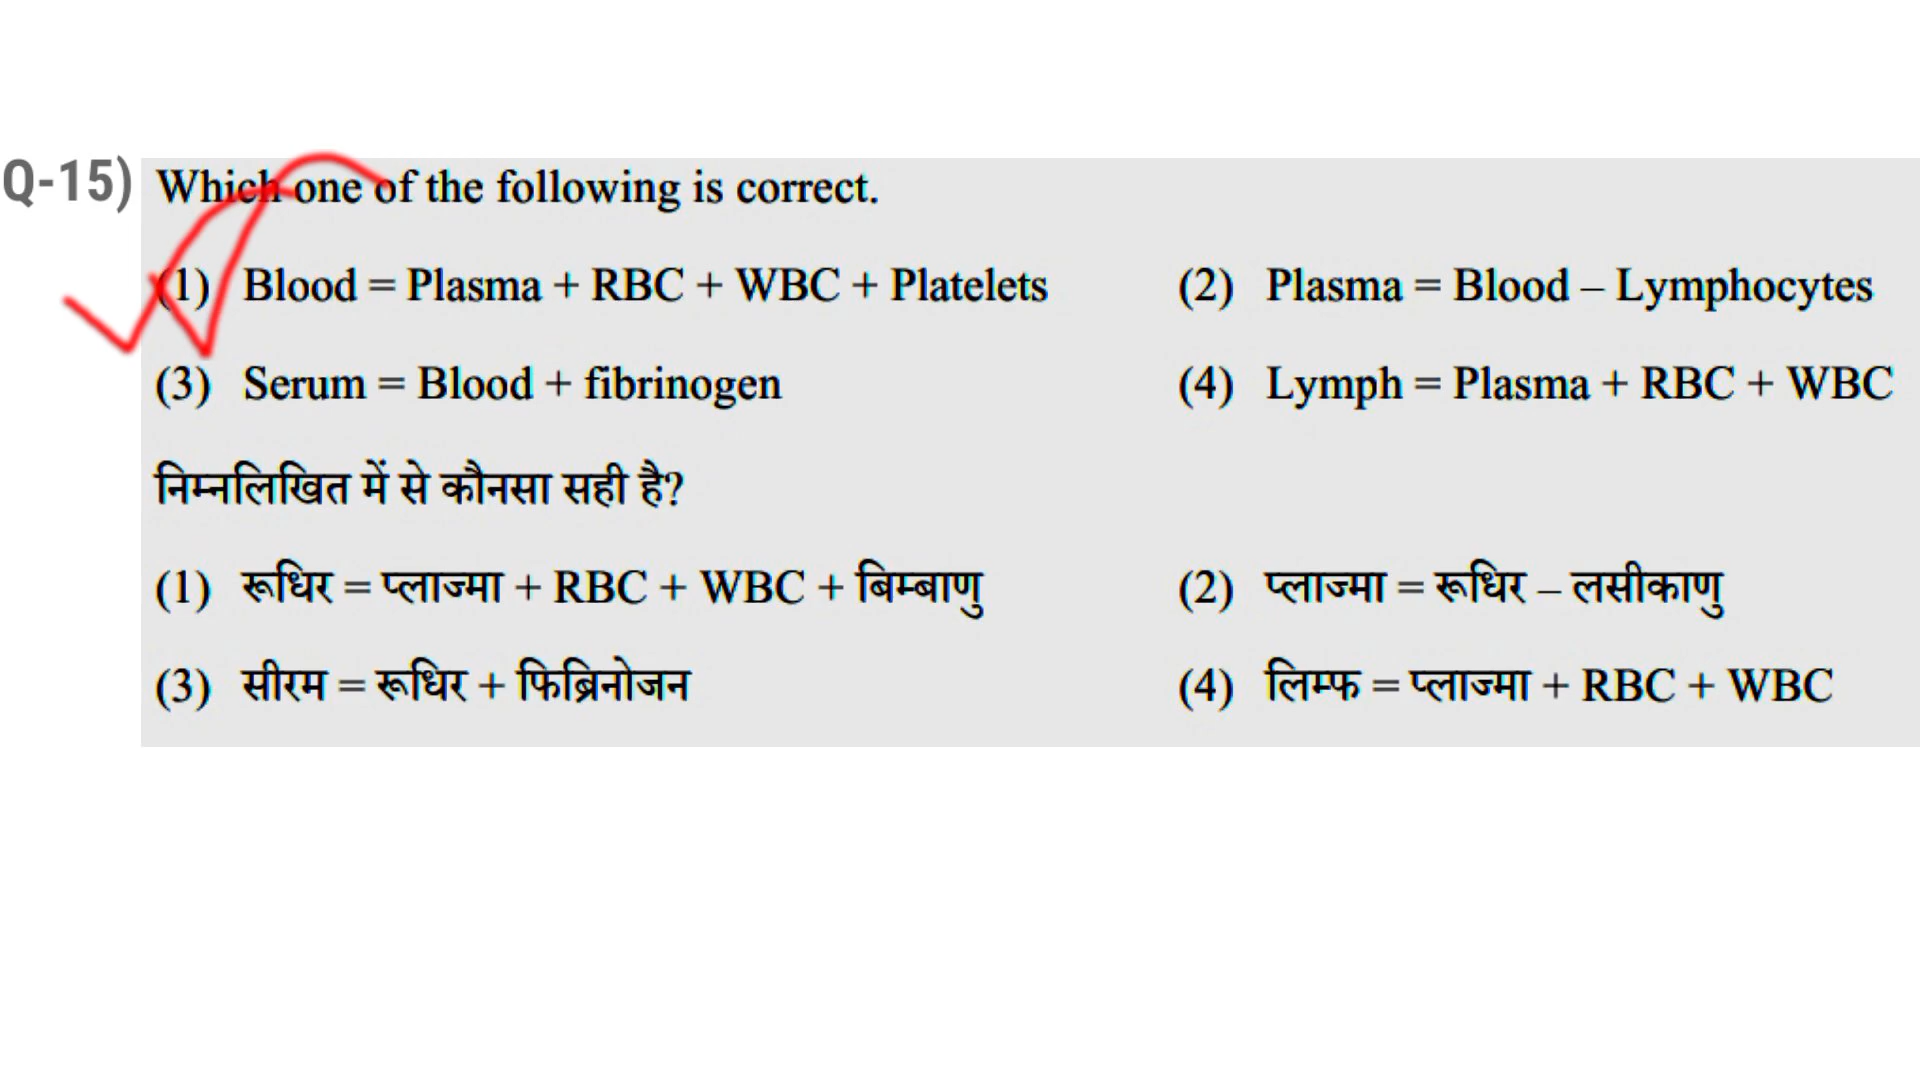 Q-15) Which one of the following is correct.
(1) Blood = Plasma + RBC + WBC + Platelets (2) Plasma = Blood – Lymphocytes
(3) Serum = Blood + fibrinogen (4) Lymph = Plasma + RBC + WBC
निम्नलिखित में से कौनसा सही है?
(1) रूधिर = प्लाज्मा + RBC + WBC + बिम्बाणु (2) प्लाज्मा = रूधिर – लसीकाणु
(3) सीरम = रूधिर + फिब्रिनोजन (4) लिम्फ = प्लाज्मा + RBC + WBC